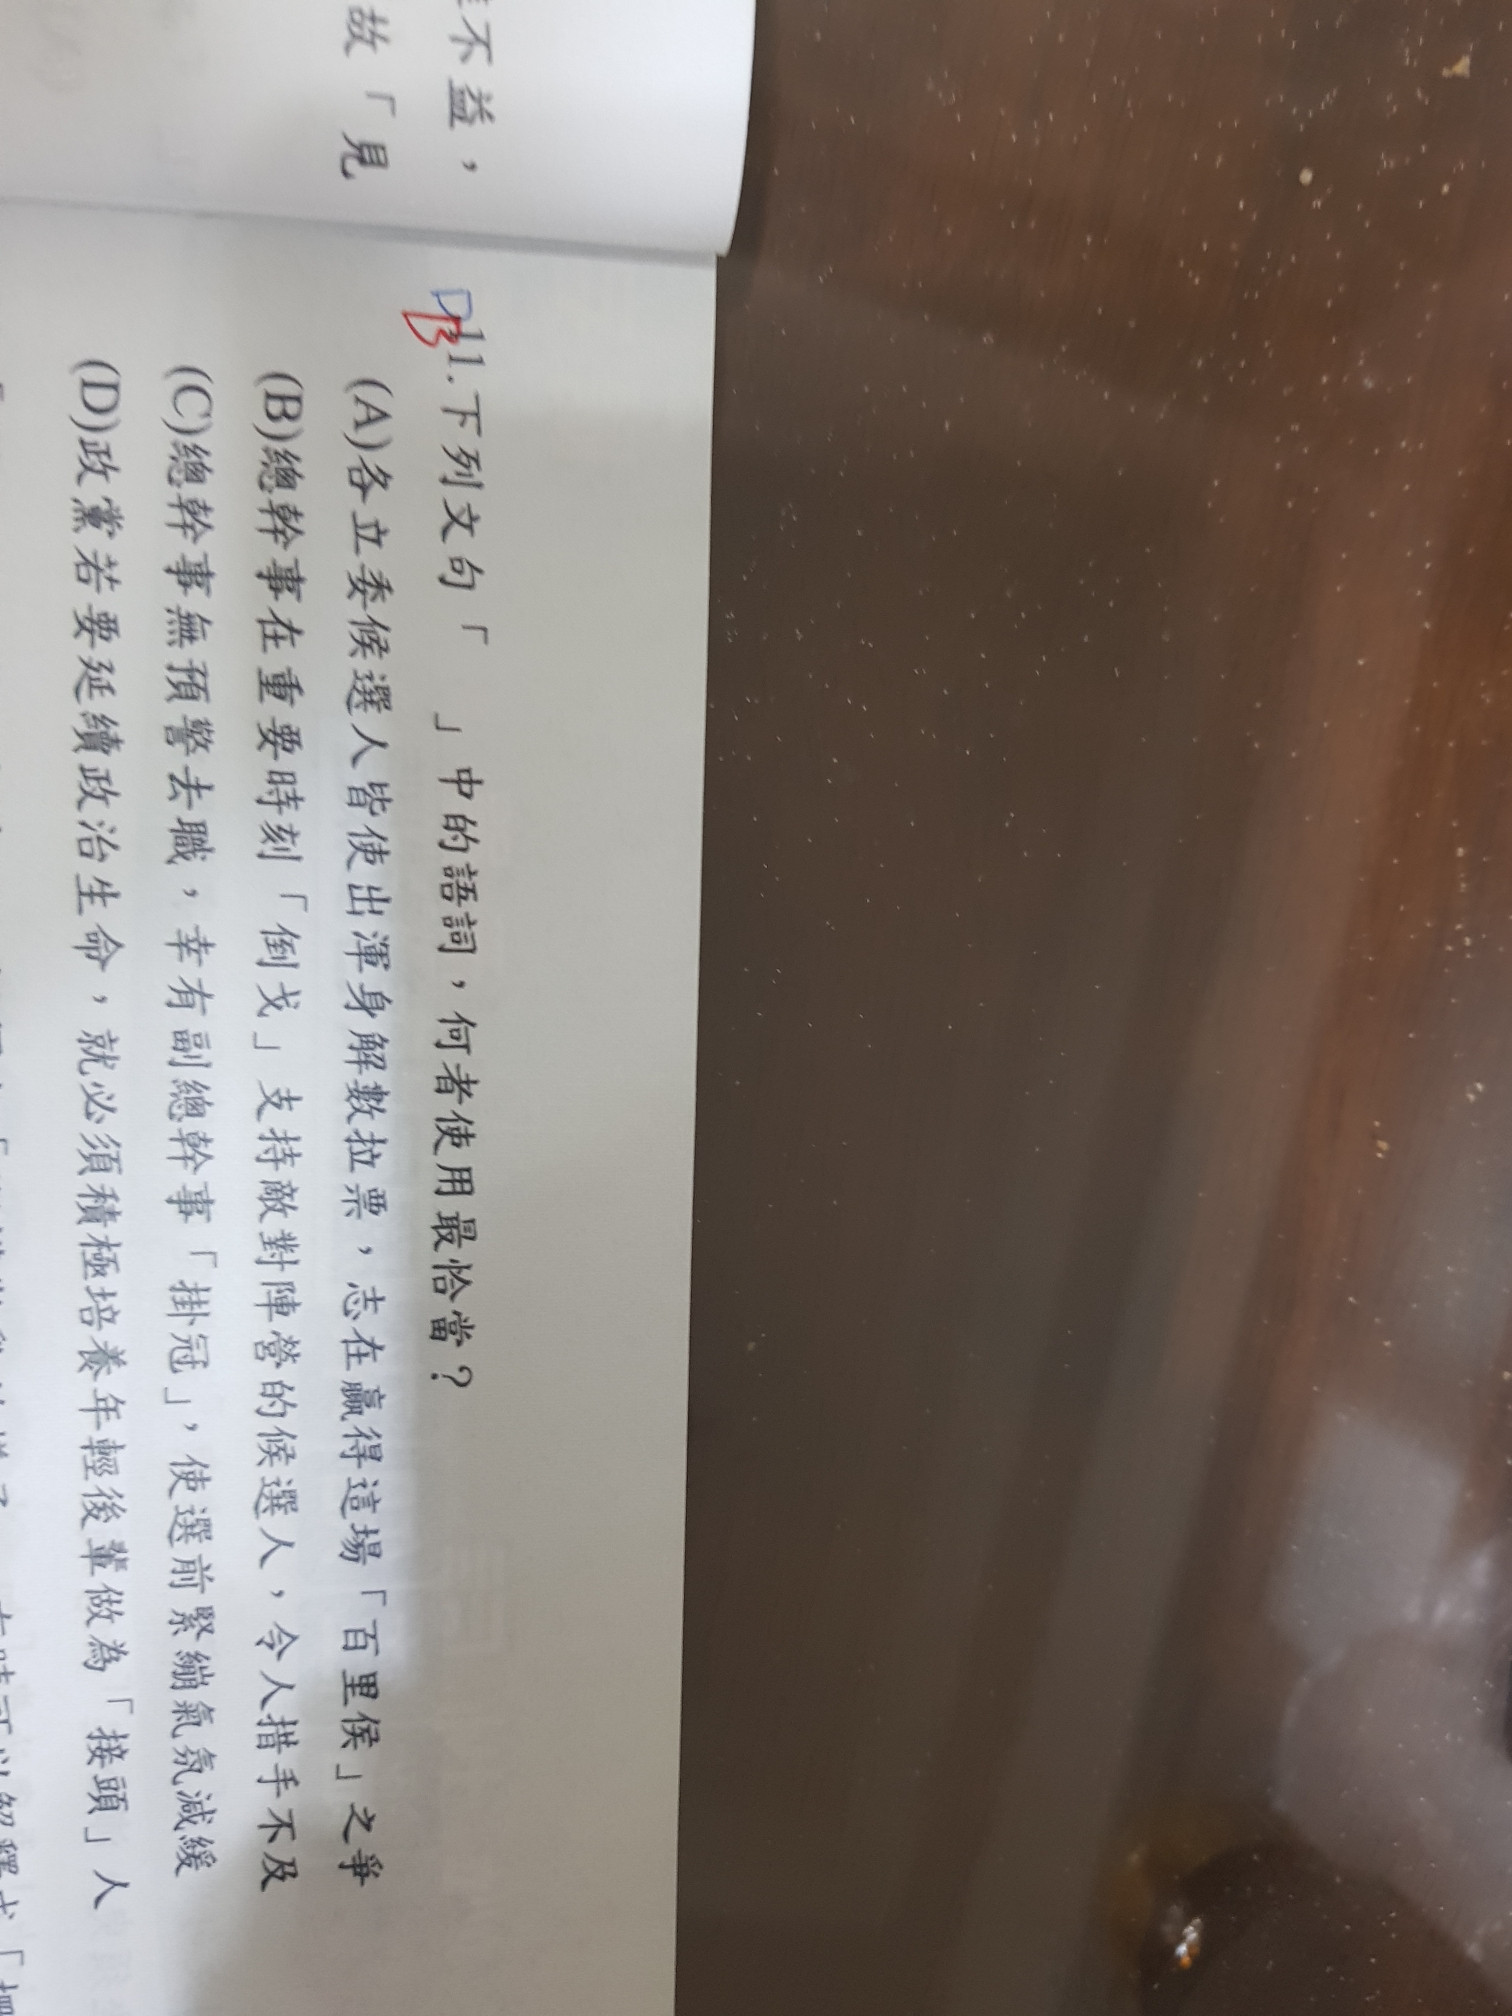 不益，
故「見
DB11.下列文句「　」中的語詞，何者使用最恰當？
(A)各立委候選人皆使出渾身解數拉票，志在贏得這場「百里侯」之爭
(B)總幹事在重要時刻「倒戈」支持敵對陣營的候選人，令人措手不及
(C)總幹事無預警去職，幸有副總幹事「掛冠」，使選前緊繃氣氛減緩
(D)政黨若要延續政治生命，就必須積極培養年輕後輩做為「接頭」人